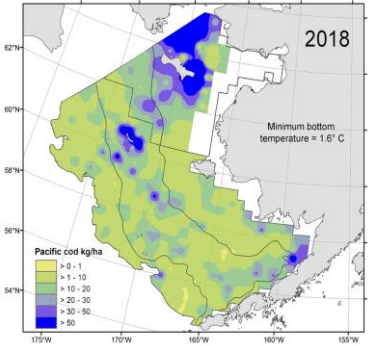 2018
62°N
60°N
58°N
56°N
54°N
Minimum bottom
temperature = 1.6° C
Pacific cod kg/ha
> 0 - 1
> 1 - 10
> 10 - 20
> 20 - 30
> 30 - 50
> 50
175°W
170°W
165°W
160°W
155°W